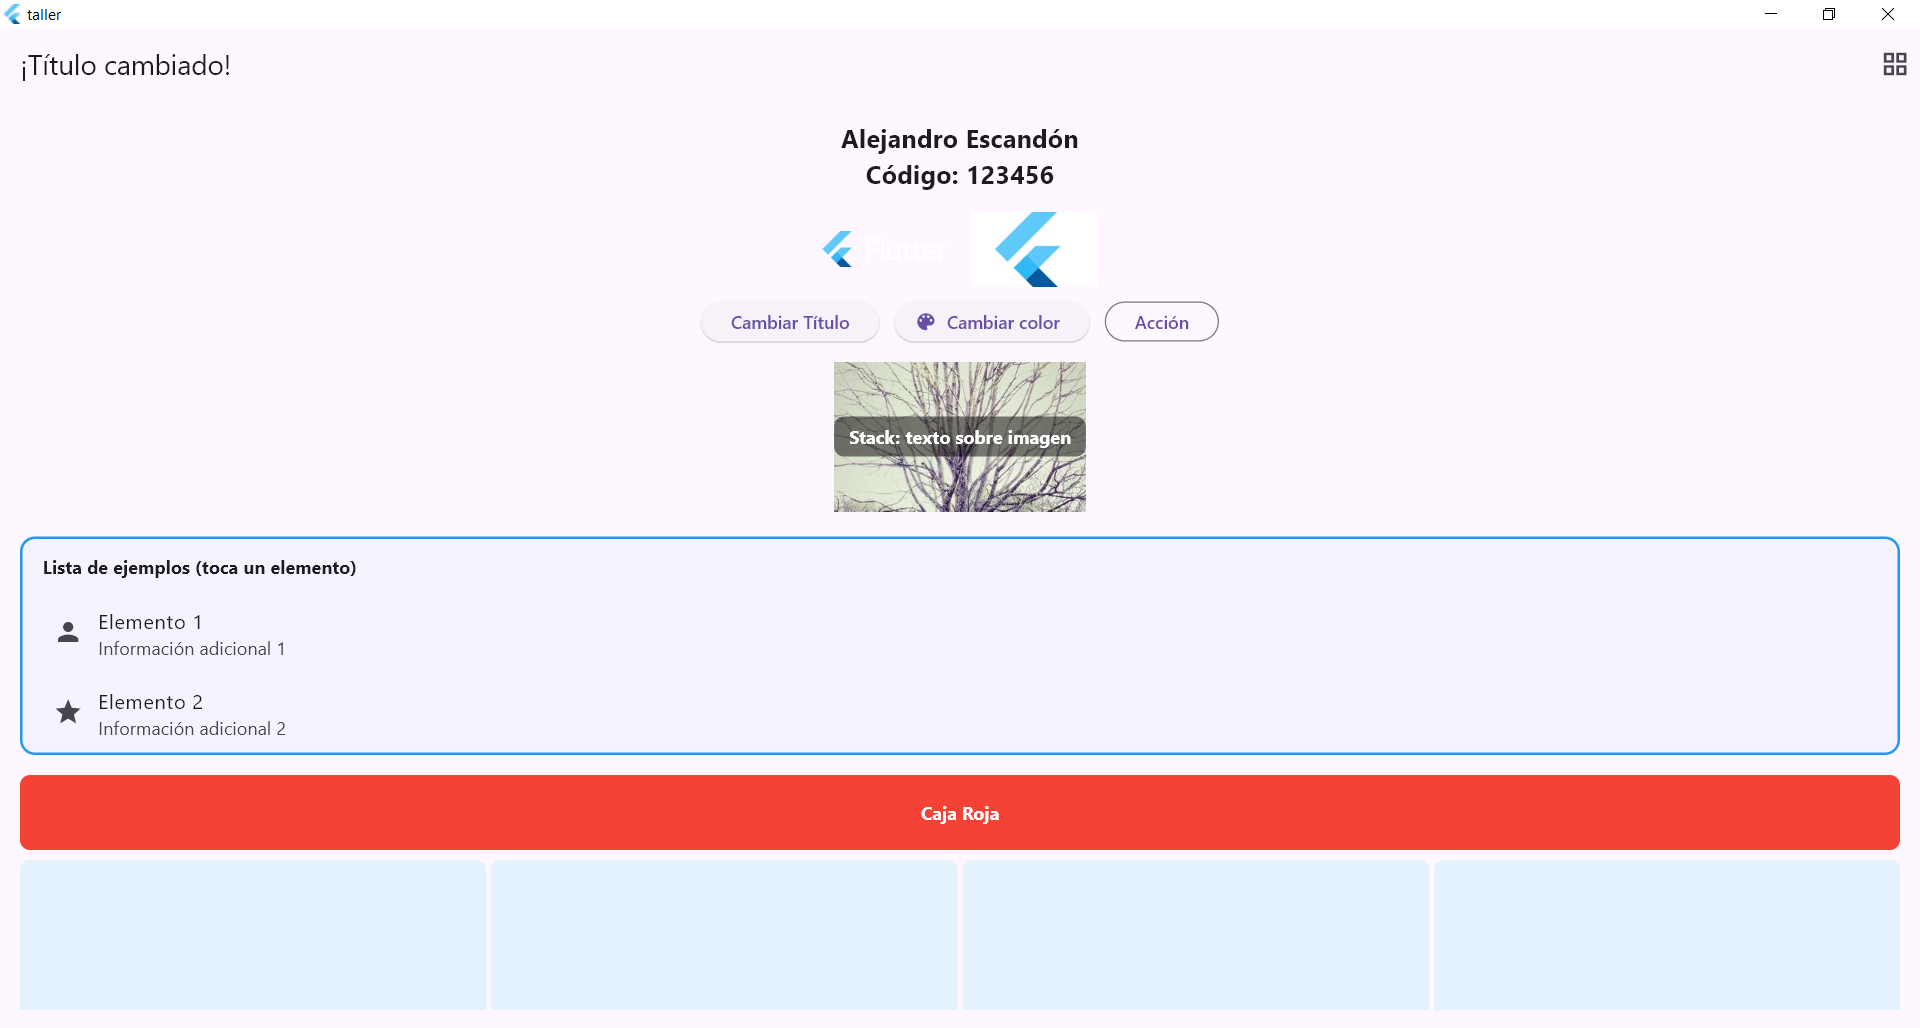 taller
¡Título cambiado!
Alejandro Escandón
Código: 123456
Flutter
Cambiar Título
Cambiar color
Acción
Stack: texto sobre imagen
Lista de ejemplos (toca un elemento)
Elemento 1
Información adicional 1
Elemento 2
Información adicional 2
Caja Roja